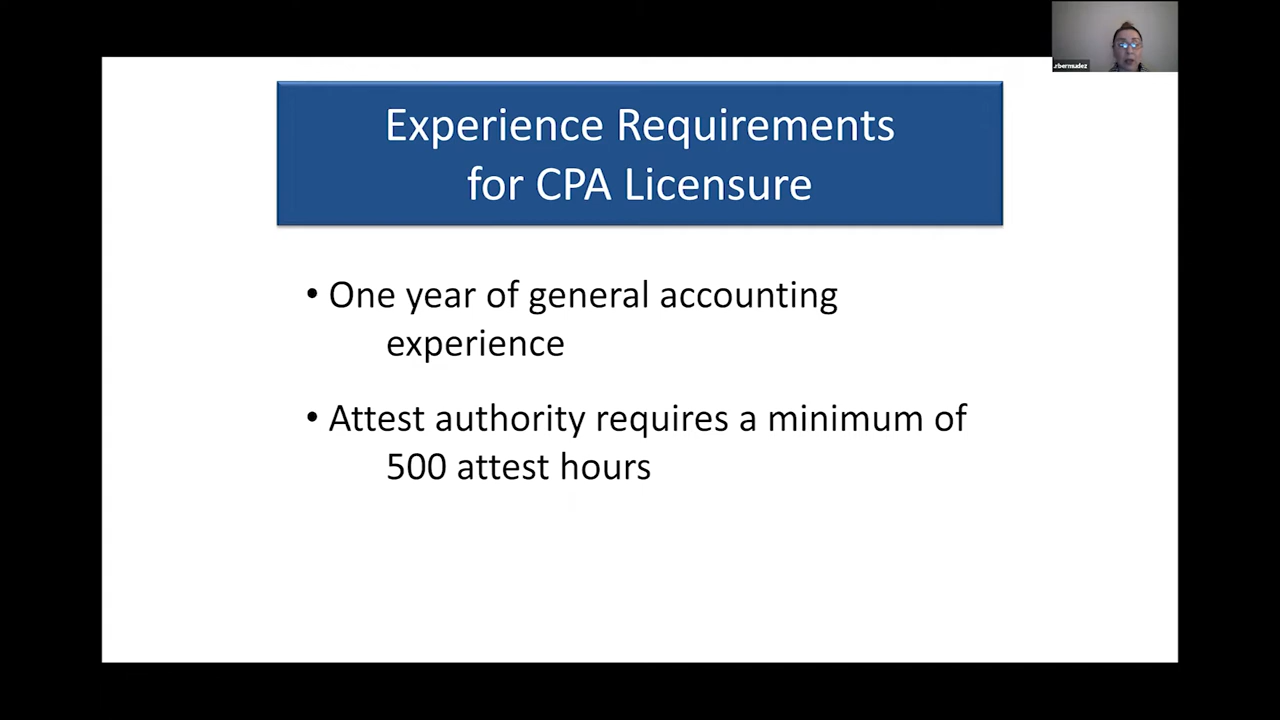 Experience Requirements
for CPA Licensure
• One year of general accounting
experience
• Attest authority requires a minimum of
500 attest hours
rbermudez